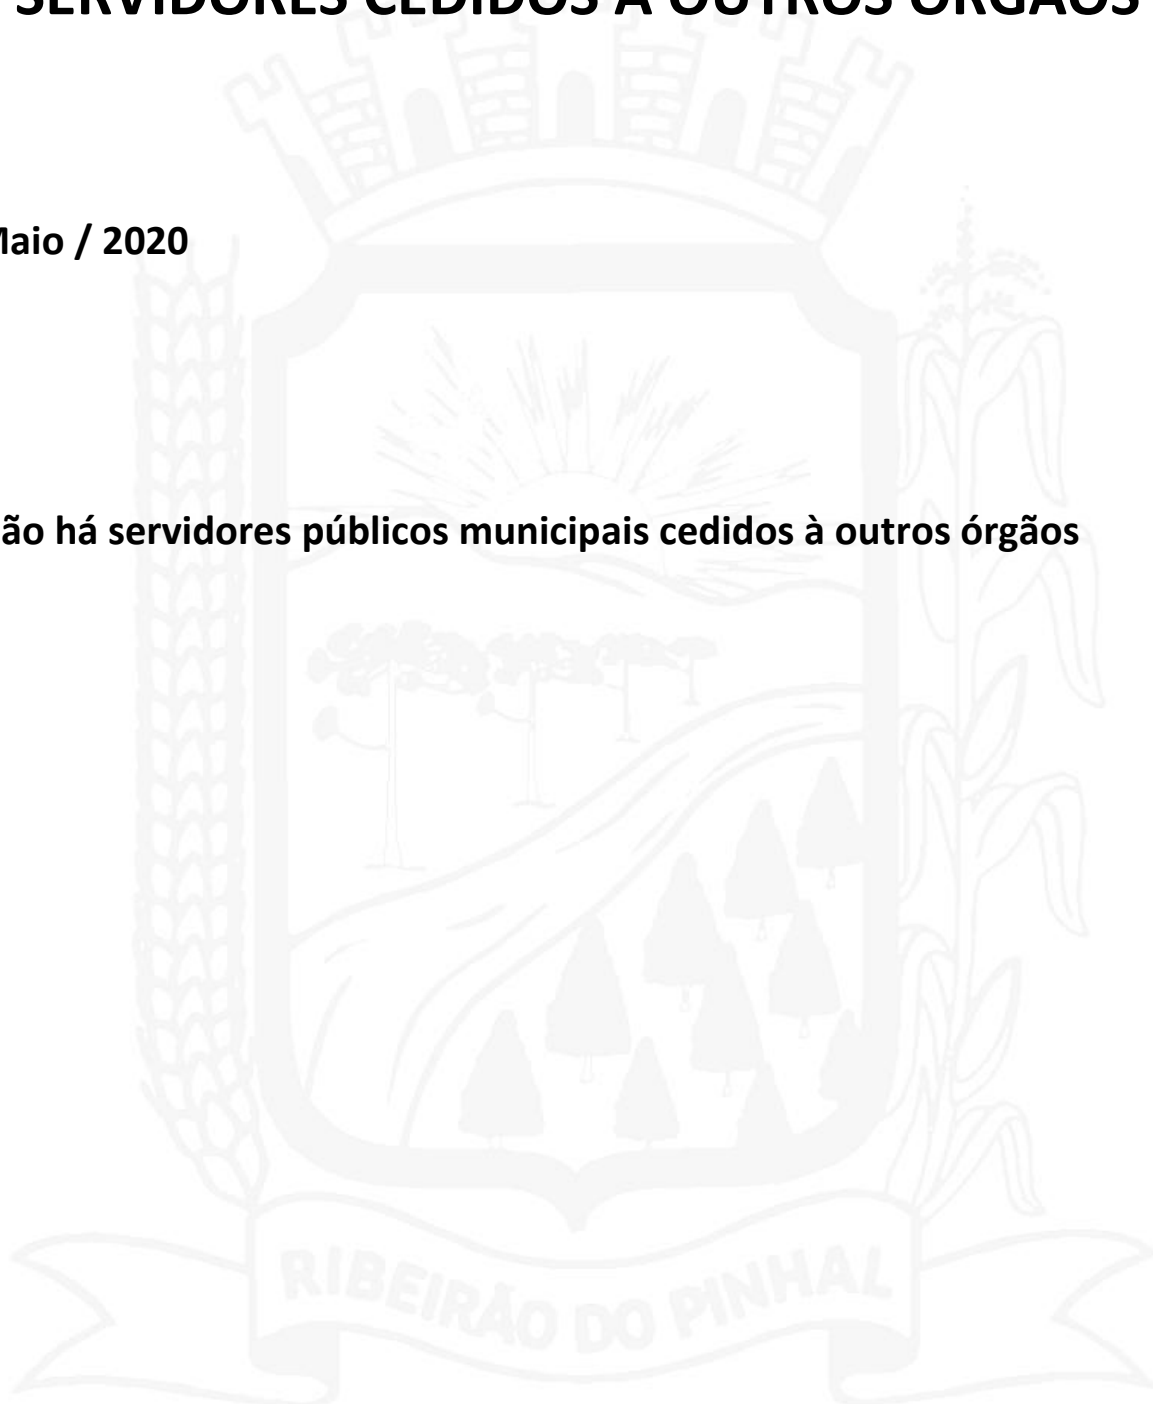 SERVIDORES CEDIDOS A OUTROS ÓRGÃOS
Maio / 2020
ão há servidores públicos municipais cedidos à outros órgãos
RIBEIRÃO DO PINHAL